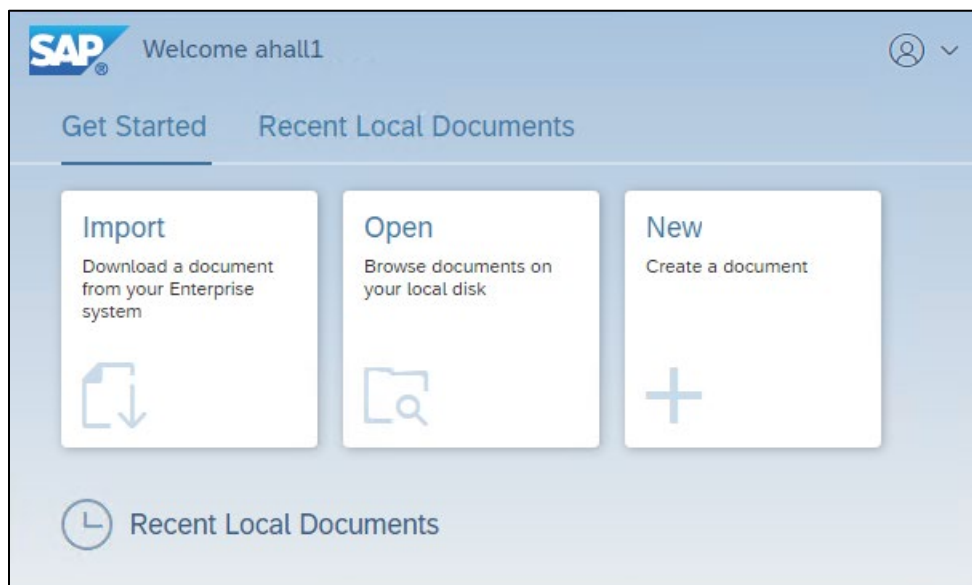 SAP®
Welcome ahall1
Get Started
Recent Local Documents
Import
Download a document
from your Enterprise
system
Open
Browse documents on
your local disk
New
Create a document
Recent Local Documents